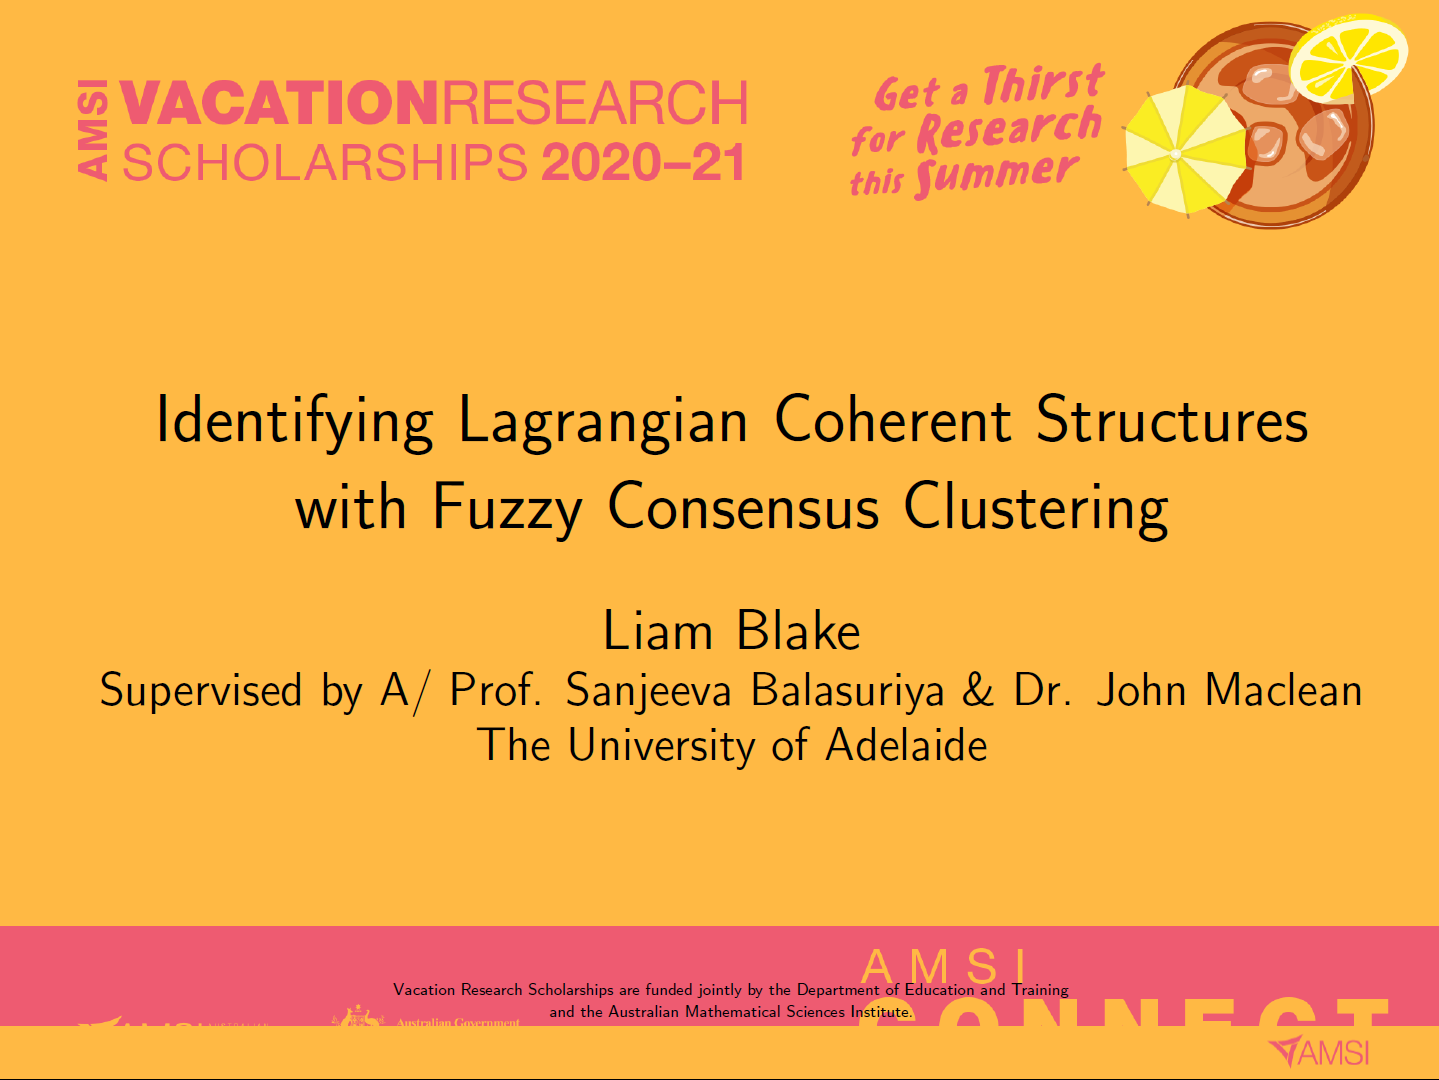 AMSI VACATIONRESEARCH
SCHOLARSHIPS 2020–21
Get a Thirst
for Research
this Summer
Identifying Lagrangian Coherent Structures
with Fuzzy Consensus Clustering
Liam Blake
Supervised by A/ Prof. Sanjeeva Balasuriya & Dr. John Maclean
The University of Adelaide
AMSI
Vacation Research Scholarships are funded jointly by the Department of Education and Training
and the Australian Mathematical Sciences Institute.
CONNECT
AMSI AUSTRALIAN
Australian Government
AMSI